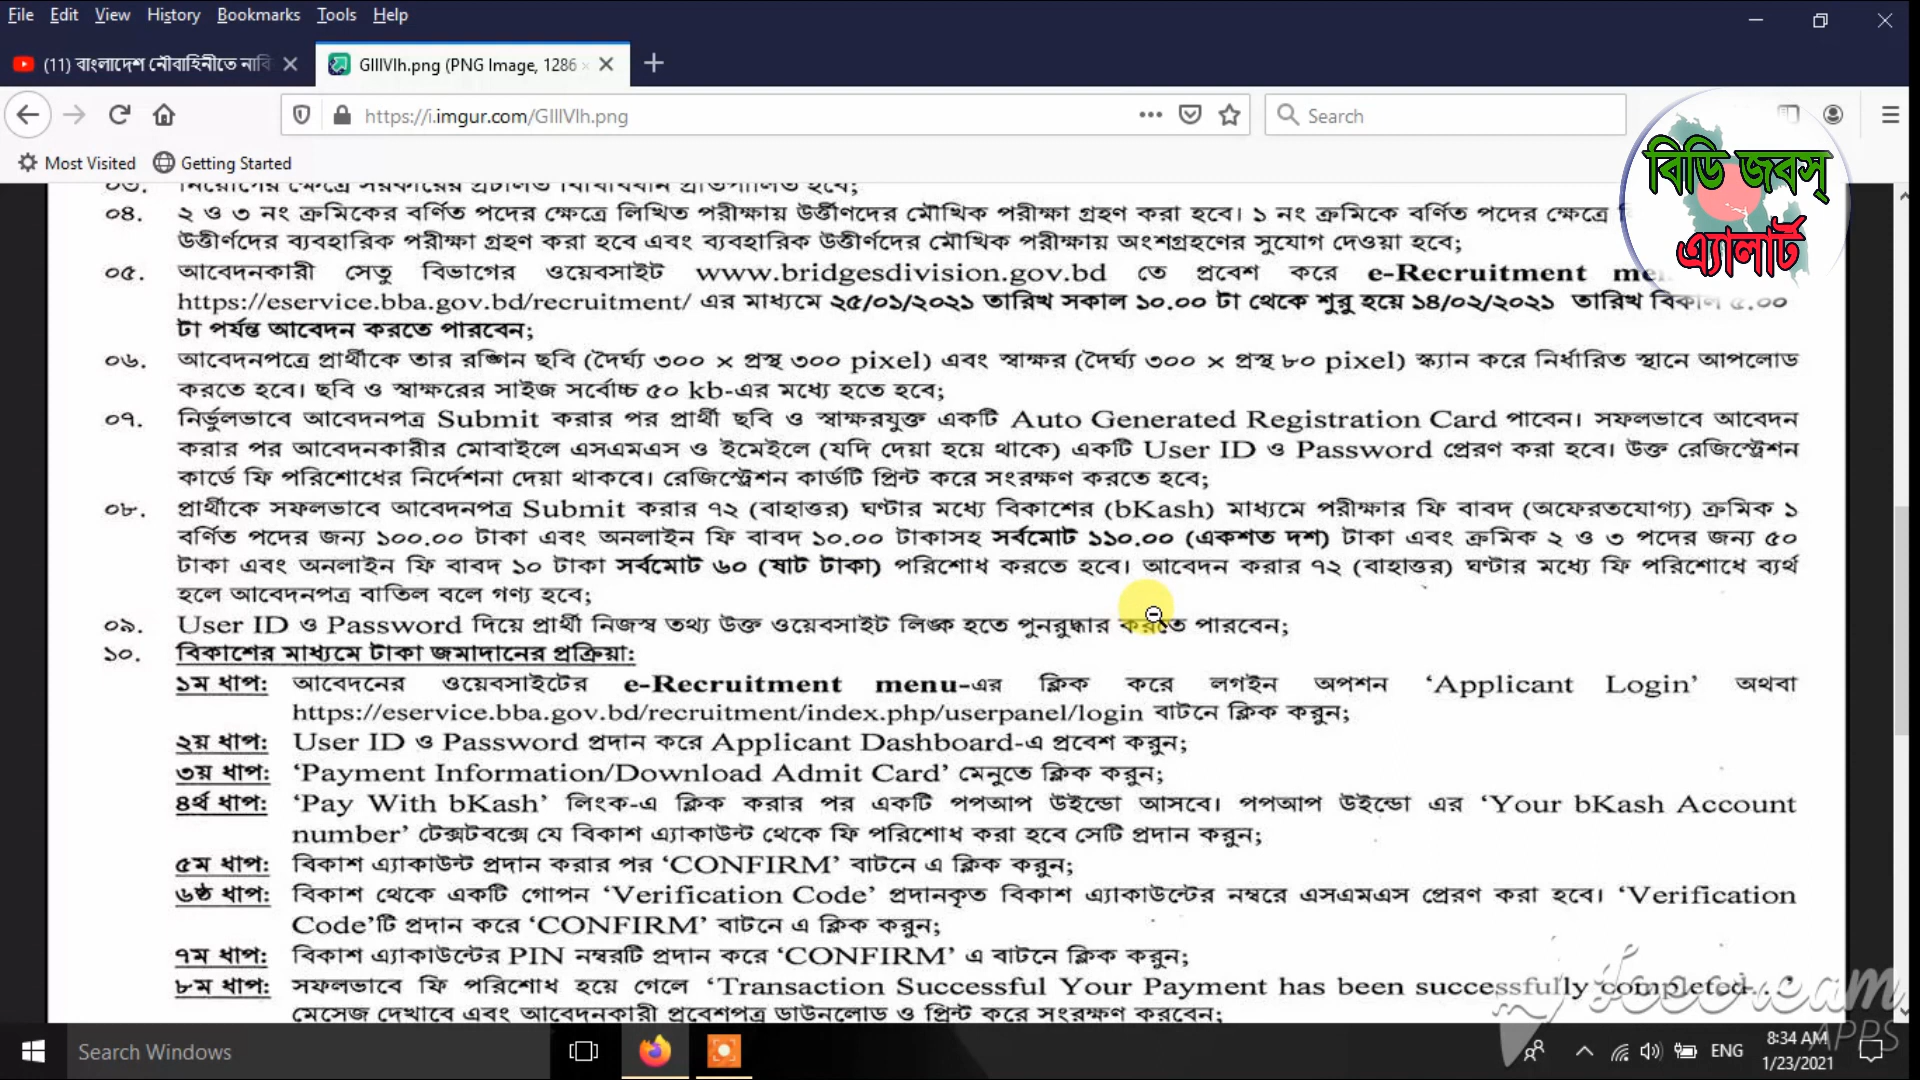 File Edit View History Bookmarks Tools Help
(11) বাংলাদেশ নৌবাহিনীতে নাবি
GIIIVIh.png (PNG Image, 1286 ×
https://i.imgur.com/GIIIVIh.png
Search
Most Visited Getting Started
বিডি জবস্
এ্যালার্ট
০৩. নিয়োগের ক্ষেত্রে সরকারের প্রচলিত বিধিবিধান প্রতিপালিত হবে;
০৪. ২ ও ৩ নং ক্রমিকের বর্ণিত পদের ক্ষেত্রে লিখিত পরীক্ষায় উর্ত্তীণদের মৌখিক পরীক্ষা গ্রহণ করা হবে। ১ নং ক্রমিকে বর্ণিত পদের ক্ষেত্রে
উত্তীর্ণদের ব্যবহারিক পরীক্ষা গ্রহণ করা হবে এবং ব্যবহারিক উত্তীর্ণদের মৌখিক পরীক্ষায় অংশগ্রহণের সুযোগ দেওয়া হবে;
০৫. আবেদনকারী সেতু বিভাগের ওয়েবসাইট www.bridgesdivision.gov.bd তে প্রবেশ করে e-Recruitment
https://eservice.bba.gov.bd/recruitment/ এর মাধ্যমে ২৫/০১/২০২১ তারিখ সকাল ১০.০০ টা থেকে শুরু হয়ে ১৪/০২/২০২১ তারিখ বিকাল ৫.০০
টা পর্যন্ত আবেদন করতে পারবেন;
০৬. আবেদনপত্রে প্রার্থীকে তার রঙ্গিন ছবি (দৈর্ঘ্য ৩০০ × প্রস্থ ৩০০ pixel) এবং স্বাক্ষর (দৈর্ঘ্য ৩০০ × প্রস্থ ৮০ pixel) স্ক্যান করে নির্ধারিত স্থানে আপলোড
করতে হবে। ছবি ও স্বাক্ষরের সাইজ সর্বোচ্চ ৫০ kb-এর মধ্যে হতে হবে;
০৭. নির্ভুলভাবে আবেদনপত্র Submit করার পর প্রার্থী ছবি ও স্বাক্ষরযুক্ত একটি Auto Generated Registration Card পাবেন। সফলভাবে আবেদন
করার পর আবেদনকারীর মোবাইলে এসএমএস ও ইমেইলে (যদি দেয়া হয়ে থাকে) একটি User ID ও Password প্রেরণ করা হবে। উক্ত রেজিস্ট্রেশন
কার্ডে ফি পরিশোধের নির্দেশনা দেয়া থাকবে। রেজিস্ট্রেশন কার্ডটি প্রিন্ট করে সংরক্ষণ করতে হবে;
০৮. প্রার্থীকে সফলভাবে আবেদনপত্র Submit করার ৭২ (বাহাত্তর) ঘণ্টার মধ্যে বিকাশের (bKash) মাধ্যমে পরীক্ষার ফি বাবদ (অফেরতযোগ্য) ক্রমিক ১
বর্ণিত পদের জন্য ১০০.০০ টাকা এবং অনলাইন ফি বাবদ ১০.০০ টাকাসহ সর্বমোট ১১০.০০ (একশত দশ) টাকা এবং ক্রমিক ২ ও ৩ পদের জন্য ৫০
টাকা এবং অনলাইন ফি বাবদ ১০ টাকা সর্বমোট ৬০ (ষাট টাকা) পরিশোধ করতে হবে। আবেদন করার ৭২ (বাহাত্তর) ঘণ্টার মধ্যে ফি পরিশোধে ব্যর্থ
হলে আবেদনপত্র বাতিল বলে গণ্য হবে;
০৯. User ID ও Password দিয়ে প্রার্থী নিজস্ব তথ্য উক্ত ওয়েবসাইট লিঙ্ক হতে পুনরুদ্ধার করতে পারবেন;
১০. বিকাশের মাধ্যমে টাকা জমাদানের প্রক্রিয়া:
১ম ধাপ: আবেদনের ওয়েবসাইটের e-Recruitment menu-এর ক্লিক করে লগইন অপশন ‘Applicant Login’ অথবা
https://eservice.bba.gov.bd/recruitment/index.php/userpanel/login বাটনে ক্লিক করুন;
২য় ধাপ: User ID ও Password প্রদান করে Applicant Dashboard-এ প্রবেশ করুন;
৩য় ধাপ: ‘Payment Information/Download Admit Card’ মেনুতে ক্লিক করুন;
৪র্থ ধাপ: ‘Pay With bKash’ লিংক-এ ক্লিক করার পর একটি পপআপ উইন্ডো আসবে। পপআপ উইন্ডো এর ‘Your bKash Account
number’ টেক্সটবক্সে যে বিকাশ এ্যাকাউন্ট থেকে ফি পরিশোধ করা হবে সেটি প্রদান করুন;
৫ম ধাপ: বিকাশ এ্যাকাউন্ট প্রদান করার পর ‘CONFIRM’ বাটনে এ ক্লিক করুন;
৬ষ্ঠ ধাপ: বিকাশ থেকে একটি গোপন ‘Verification Code’ প্রদানকৃত বিকাশ এ্যাকাউন্টের নম্বরে এসএমএস প্রেরণ করা হবে। ‘Verification
Code’টি প্রদান করে ‘CONFIRM’ বাটনে এ ক্লিক করুন;
৭ম ধাপ: বিকাশ এ্যাকাউন্টের PIN নম্বরটি প্রদান করে ‘CONFIRM’ এ বাটনে ক্লিক করুন;
৮ম ধাপ: সফলভাবে ফি পরিশোধ হয়ে গেলে ‘Transaction Successful Your Payment has been successfully completed
মেসেজ দেখাবে এবং আবেদনকারী প্রবেশপত্র ডাউনলোড ও প্রিন্ট করে সংরক্ষণ করবেন;
Icecream
APPS
Search Windows
ENG
8:34 AM
1/23/2021